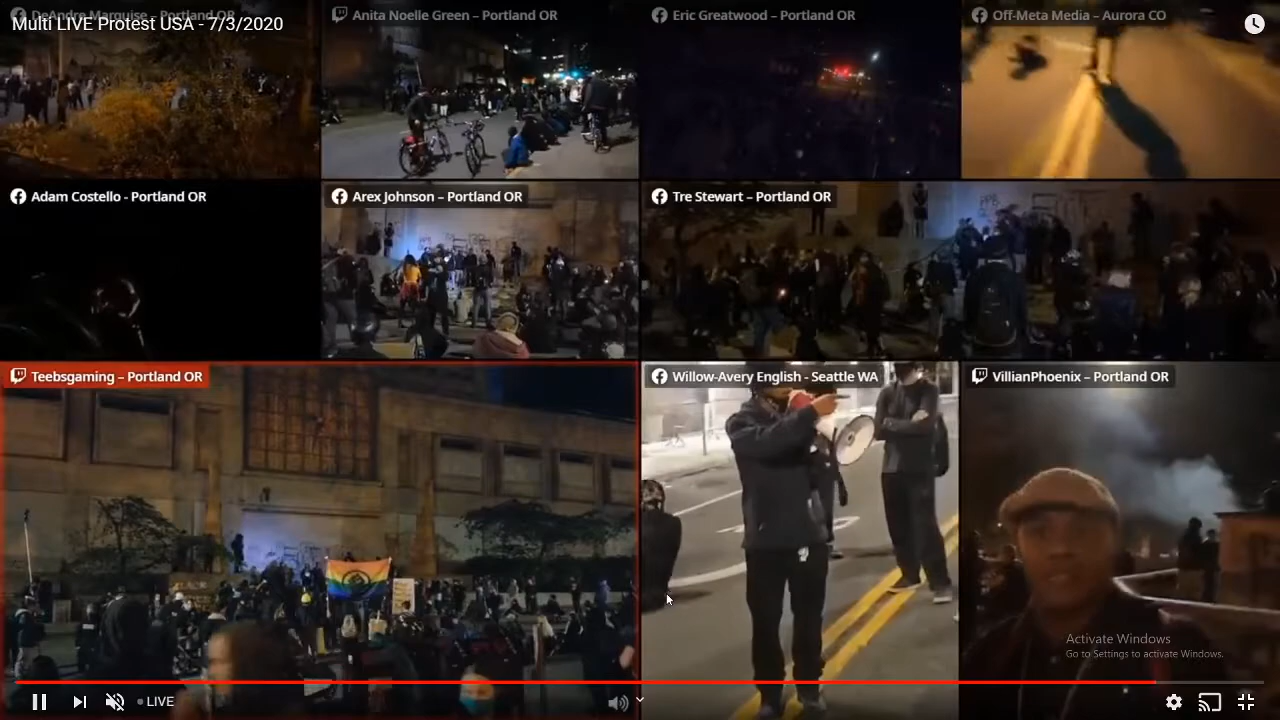 DeAndre Marquise – Portland OR
Multi LIVE Protest USA - 7/3/2020
Anita Noelle Green – Portland OR
Eric Greatwood – Portland OR
Off-Meta Media – Aurora CO
Adam Costello - Portland OR
Arex Johnson – Portland OR
Tre Stewart – Portland OR
PPB
Teebsgaming – Portland OR
Willow-Avery English - Seattle WA
VillianPhoenix – Portland OR
Activate Windows
Go to Settings to activate Windows.
LIVE